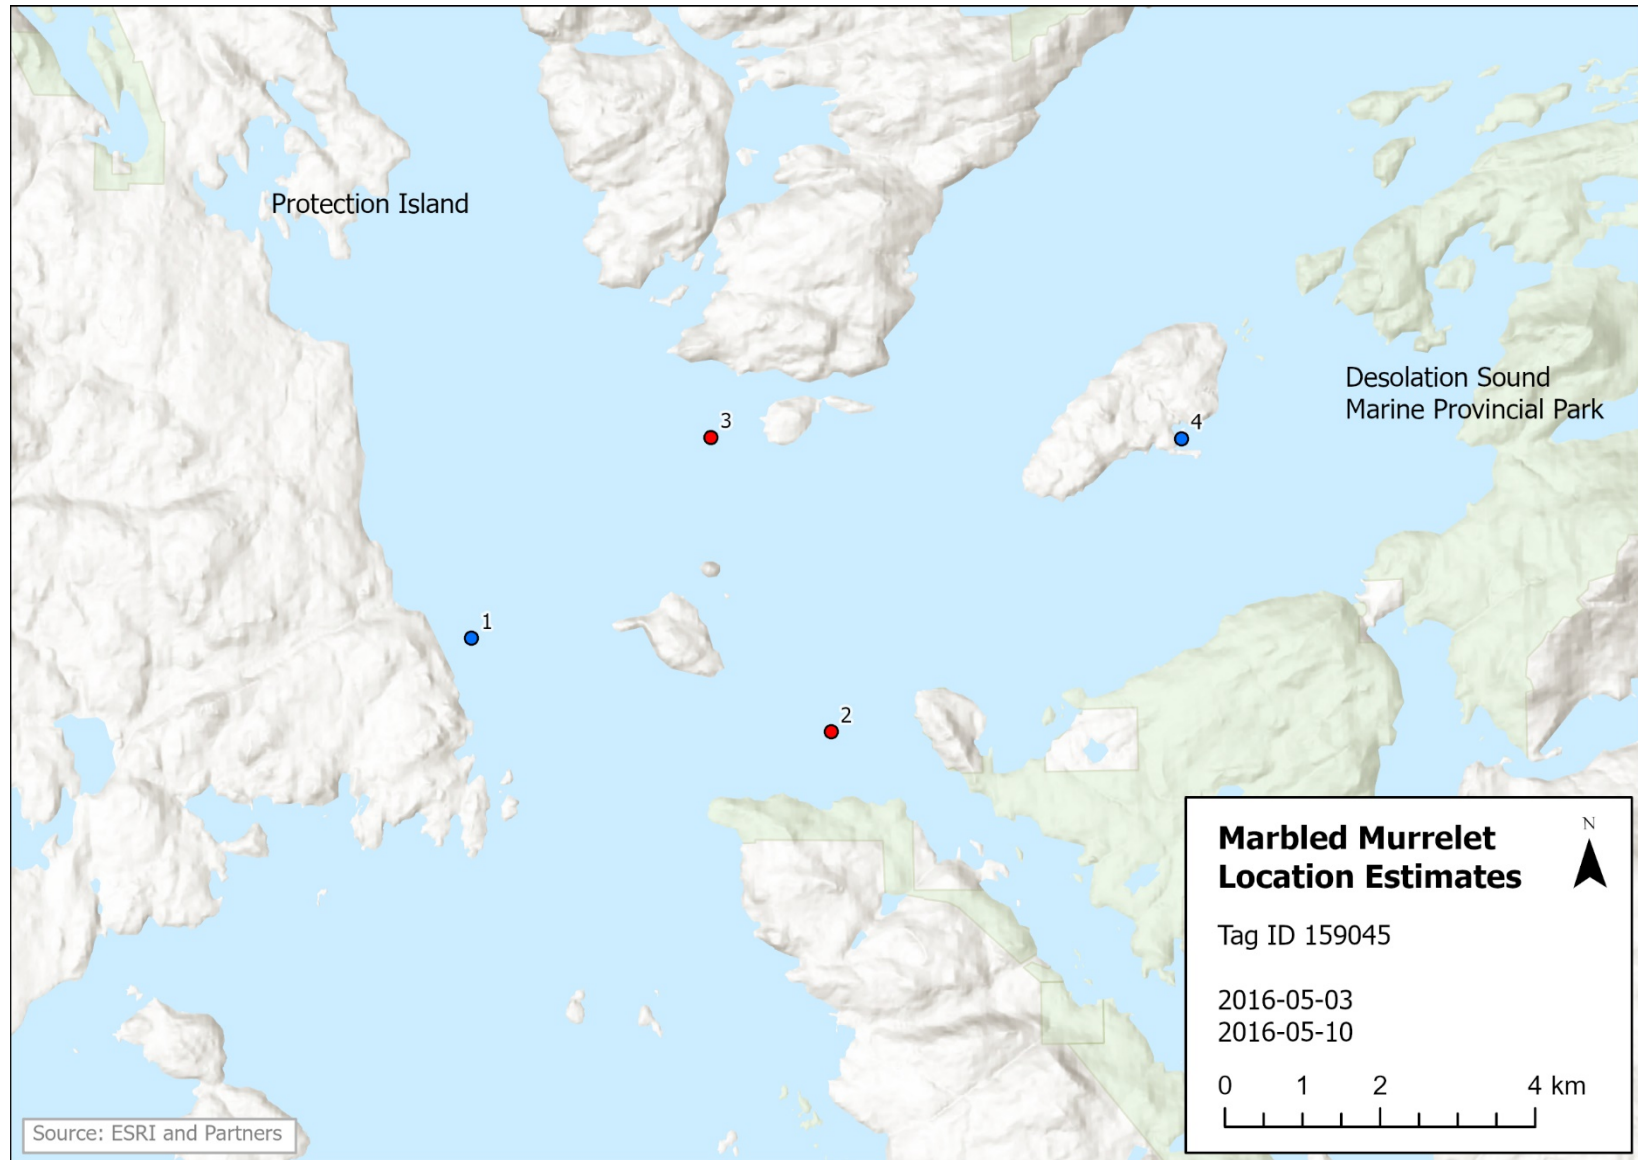 Protection Island
Desolation Sound
Marine Provincial Park
3
4
1
2
Marbled Murrelet
Location Estimates
N
Tag ID 159045
2016-05-03
2016-05-10
0 1 2 4 km
Source: ESRI and Partners